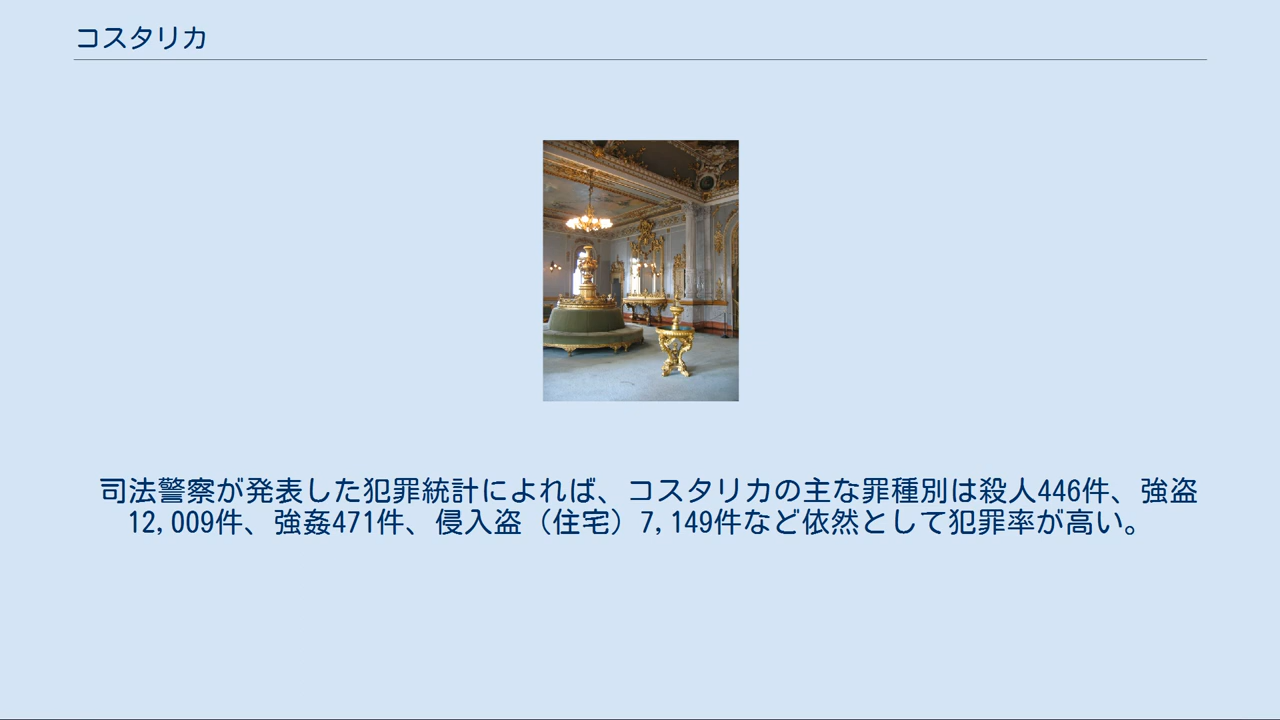 コスタリカ
司法警察が発表した犯罪統計によれば、コスタリカの主な罪種別は殺人446件、強盗
12,009件、強姦471件、侵入盗（住宅）7,149件など依然として犯罪率が高い。